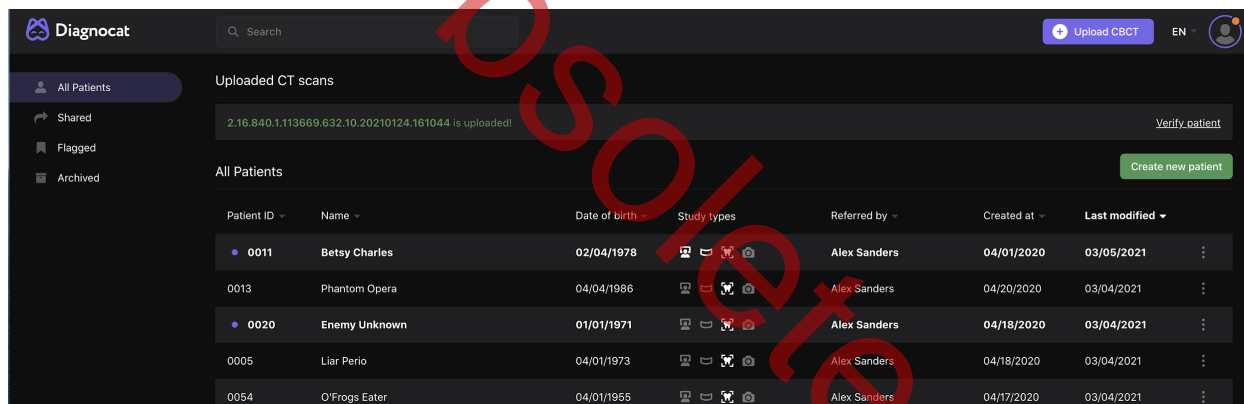 Diagnocat
Search
Upload CBCT
EN
All Patients
Shared
Flagged
Archived
Uploaded CT scans
2.16.840.1.113669.632.10.20210124.161044 is uploaded!
Verify patient
All Patients
Create new patient
Patient ID Name Date of birth Study types Referred by Created at Last modified
0011 Betsy Charles 02/04/1978 Alex Sanders 04/01/2020 03/05/2021
0013 Phantom Opera 04/04/1986 Alex Sanders 04/20/2020 03/04/2021
0020 Enemy Unknown 01/01/1971 Alex Sanders 04/18/2020 03/04/2021
0005 Liar Perio 04/01/1973 Alex Sanders 04/18/2020 03/04/2021
0054 O'Frogs Eater 04/01/1955 Alex Sanders 04/17/2020 03/04/2021